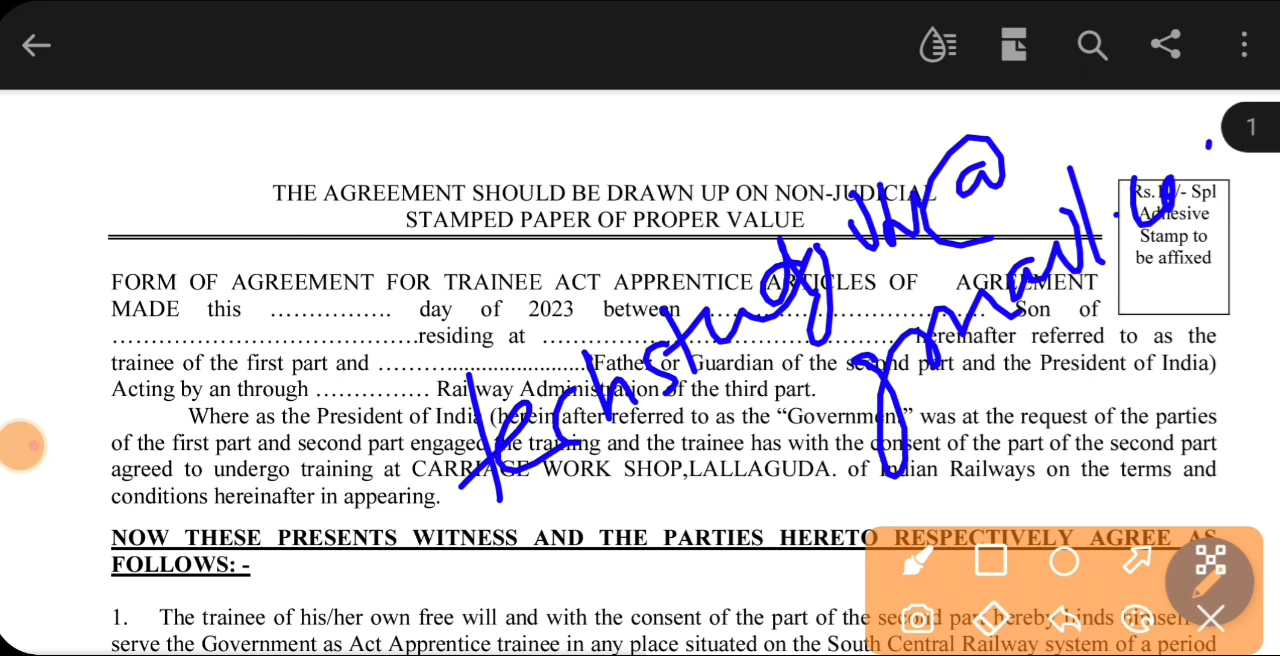 1
THE AGREEMENT SHOULD BE DRAWN UP ON NON-JUDICIAL
STAMPED PAPER OF PROPER VALUE
Rs. /- Spl
Adhesive
Stamp to
be affixed
FORM OF AGREEMENT FOR TRAINEE ACT APPRENTICE ARTICLES OF AGREEMENT
MADE this ................ day of 2023 between ........................................ Son of
.........................................residing at .................................................. hereinafter referred to as the
trainee of the first part and ..................................(Father or Guardian of the second part and the President of India)
Acting by an through ............... Railway Administration of the third part.
Where as the President of India (herein after referred to as the “Government” was at the request of the parties
of the first part and second part engaged the training and the trainee has with the consent of the part of the second part
agreed to undergo training at CARRIAGE WORK SHOP,LALLAGUDA. of Indian Railways on the terms and
conditions hereinafter in appearing.
techstudy @
gmail.co
NOW THESE PRESENTS WITNESS AND THE PARTIES HERETO RESPECTIVELY AGREE AS
FOLLOWS: -
1. The trainee of his/her own free will and with the consent of the part of the second part hereby binds himself
serve the Government as Act Apprentice trainee in any place situated on the South Central Railway system of a period